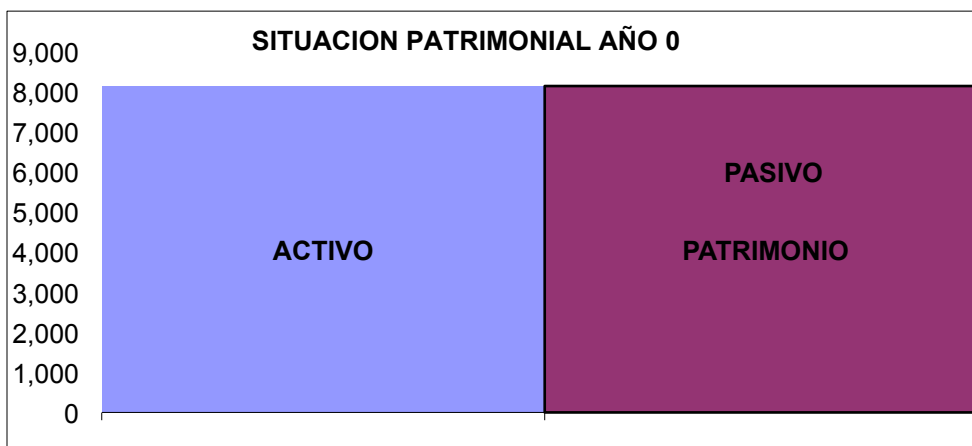 SITUACION PATRIMONIAL AÑO 0
9,000
8,000
7,000
6,000
5,000
4,000
3,000
2,000
1,000
0
ACTIVO
PASIVO
PATRIMONIO